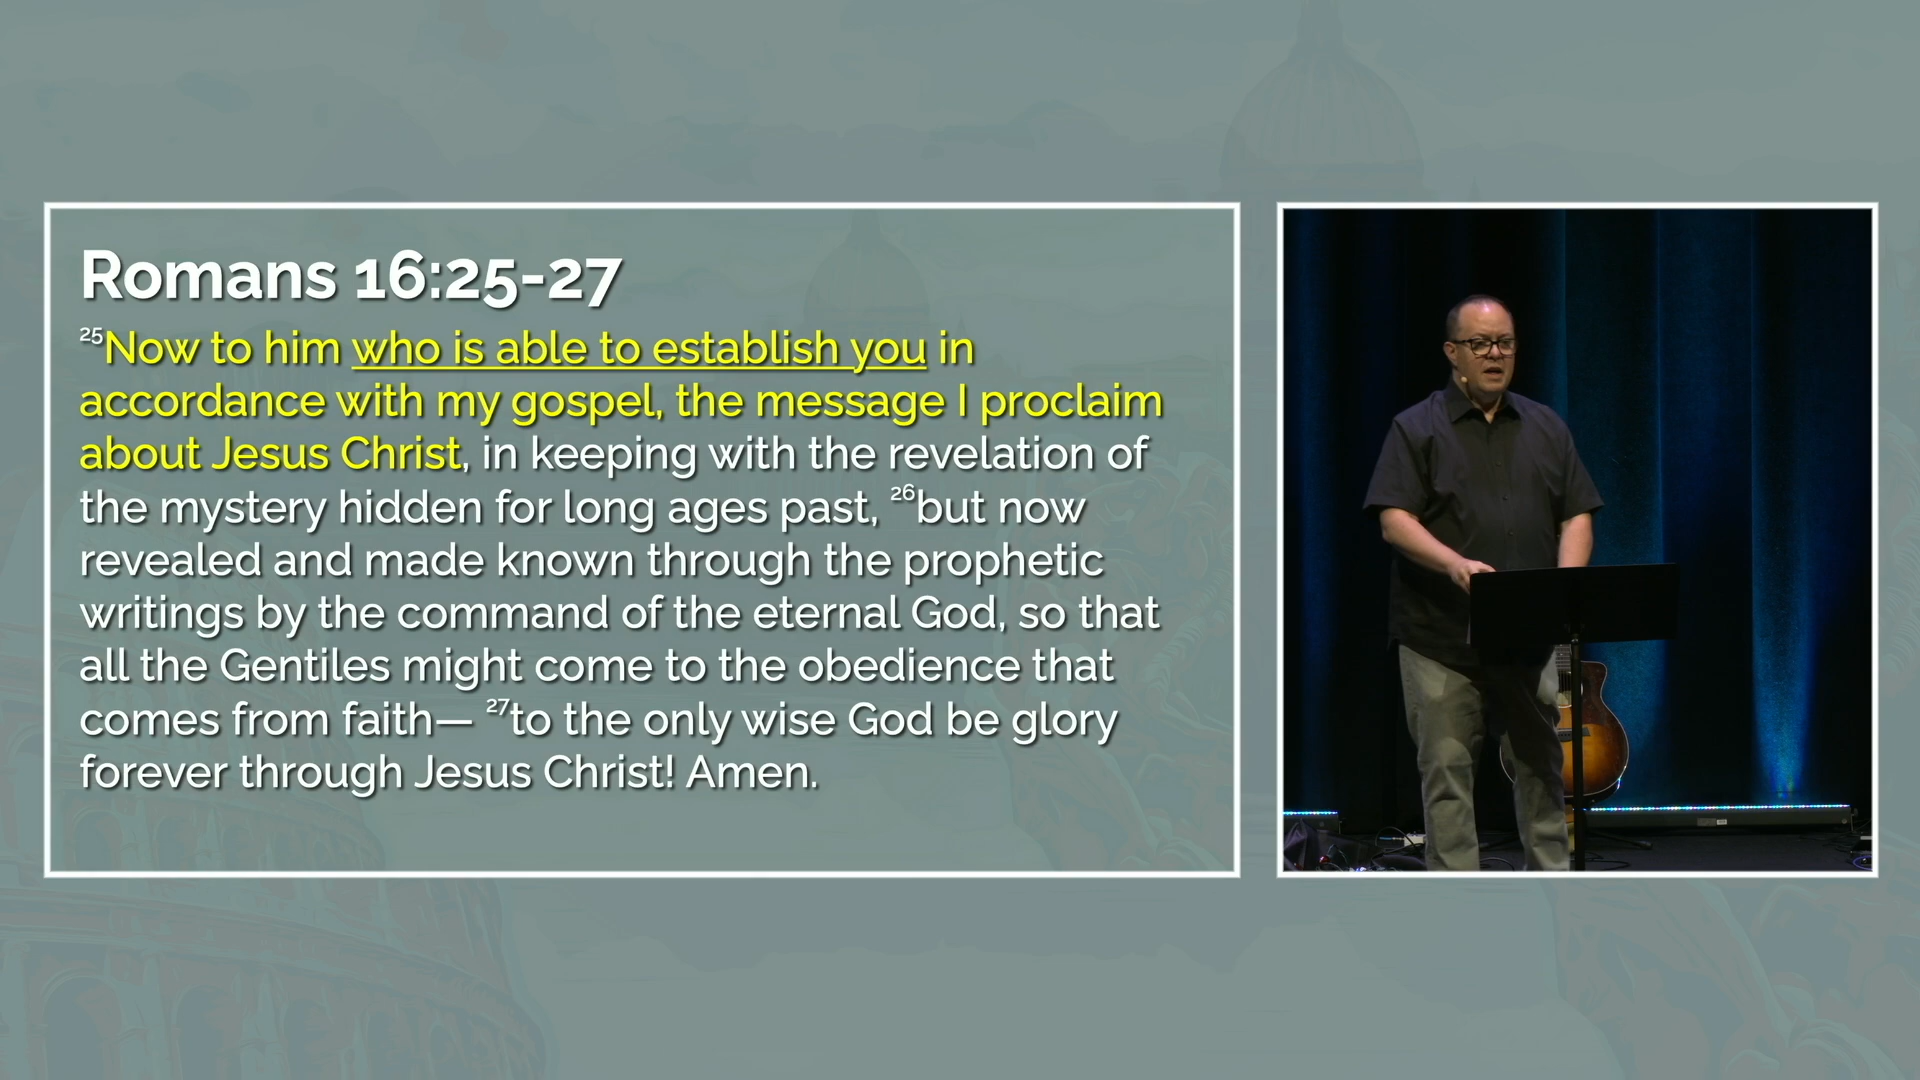 Romans 16:25-27
²⁵Now to him who is able to establish you in
accordance with my gospel, the message I proclaim
about Jesus Christ, in keeping with the revelation of
the mystery hidden for long ages past, ²⁶but now
revealed and made known through the prophetic
writings by the command of the eternal God, so that
all the Gentiles might come to the obedience that
comes from faith— ²⁷to the only wise God be glory
forever through Jesus Christ! Amen.